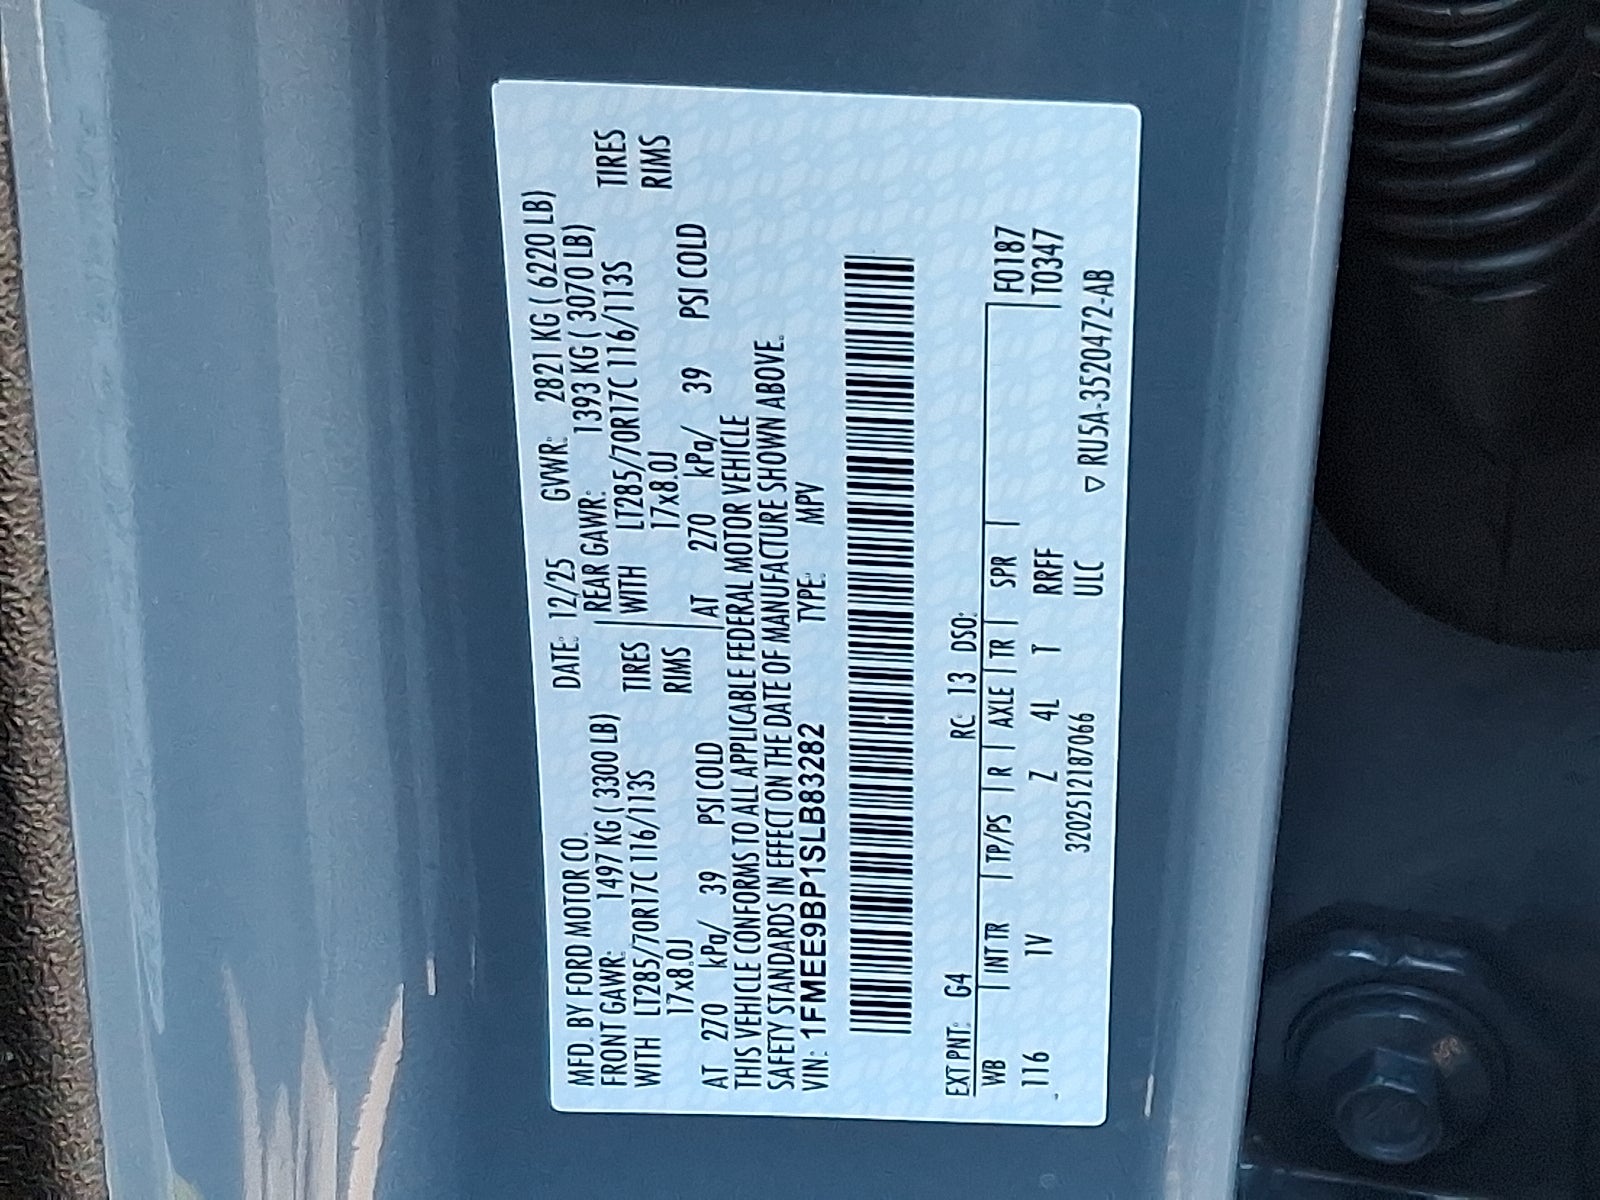 MFD. BY FORD MOTOR CO. DATE: 12/25 GVWR: 2821 KG ( 6220 LB)
FRONT GAWR: 1497 KG ( 3300 LB) REAR GAWR: 1393 KG ( 3070 LB)
WITH LT285/70R17C 116/113S TIRES WITH LT285/70R17C 116/113S TIRES
17x8.0J RIMS 17x8.0J RIMS
AT 270 kPa/ 39 PSI COLD AT 270 kPa/ 39 PSI COLD
THIS VEHICLE CONFORMS TO ALL APPLICABLE FEDERAL MOTOR VEHICLE
SAFETY STANDARDS IN EFFECT ON THE DATE OF MANUFACTURE SHOWN ABOVE.
VIN: 1FMEE9BP1SLB83282 TYPE: MPV
EXT PNT: G4 RC: 13 DSO:
WB INT TR TP/PS R AXLE TR SPR F0187
116 1V Z 4L T RRFF T0347
3202512187066 ULC ▽ RU5A-3520472-AB